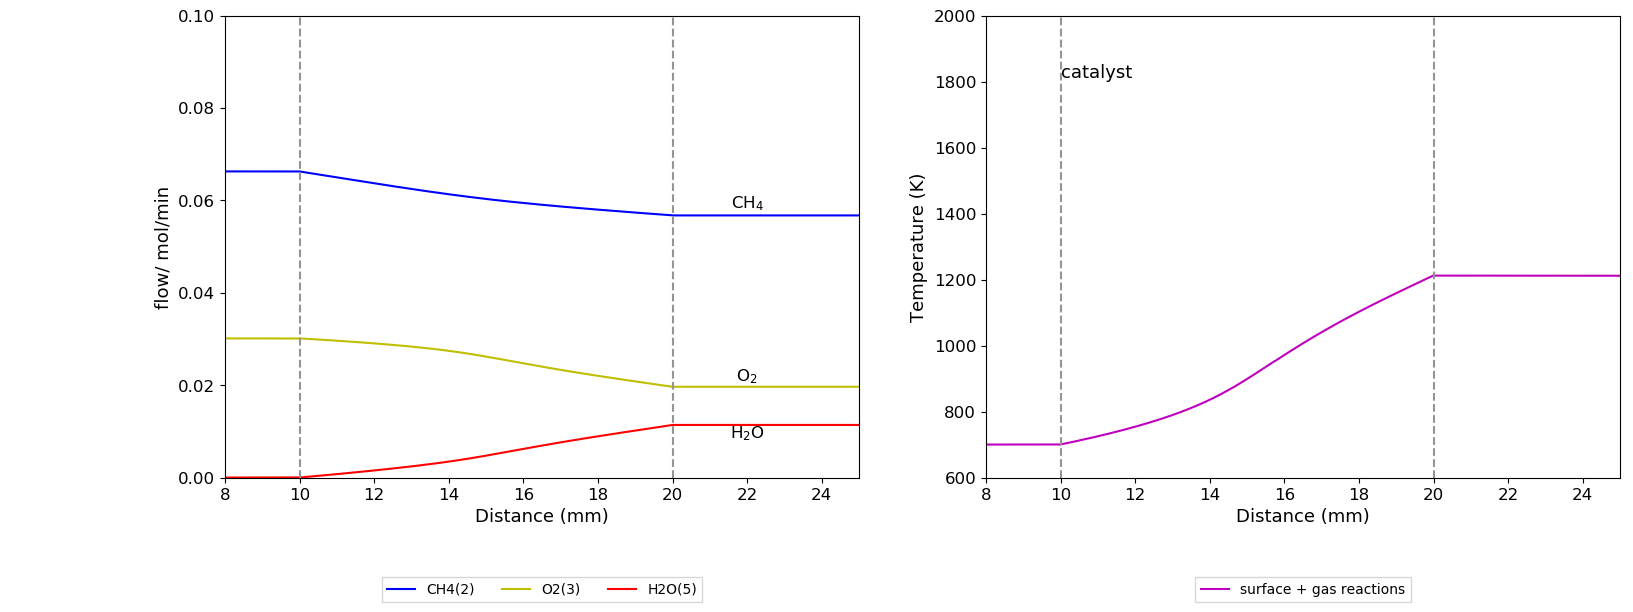 0.10
0.08
0.06
0.04
0.02
0.00
flow/ mol/min
CH₄
O₂
H₂O
8 10 12 14 16 18 20 22 24
Distance (mm)
CH4(2) O2(3) H2O(5)
2000
1800
1600
1400
1200
1000
800
600
Temperature (K)
catalyst
8 10 12 14 16 18 20 22 24
Distance (mm)
surface + gas reactions